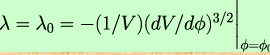 λ = λ₀ = −(1/V)(dV/dϕ)^{3/2}|_{ϕ=ϕ₀}